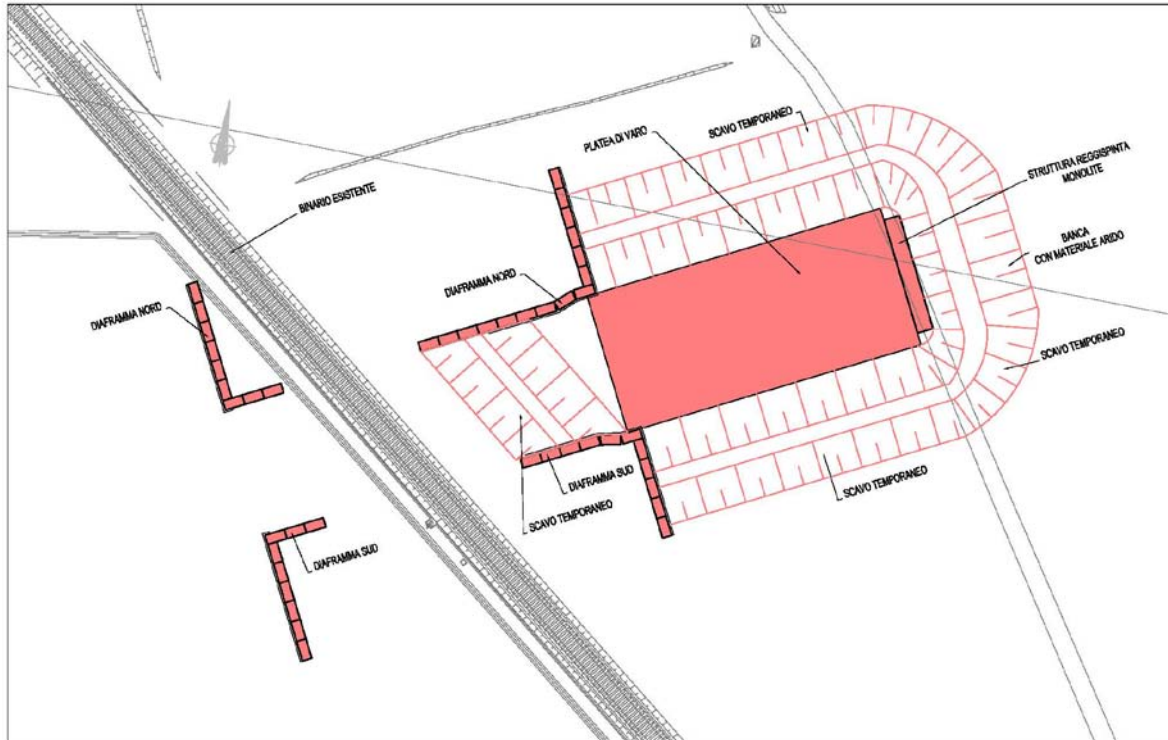 SCAVO TEMPORANEO
PLATEA DI VARO
STRUTTURA REGGISPINTA
MONOLITE
BINARIO ESISTENTE
BANCA
CON MATERIALE ARIDO
DIAFRAMMA NORD
DIAFRAMMA NORD
SCAVO TEMPORANEO
DIAFRAMMA SUD
SCAVO TEMPORANEO
SCAVO TEMPORANEO
DIAFRAMMA SUD